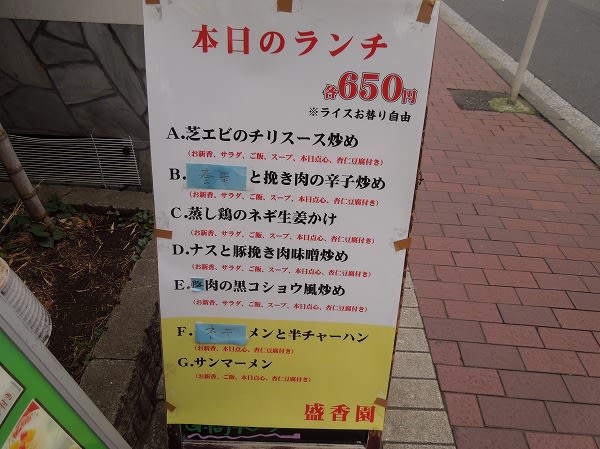 本日のランチ
各650円
※ライスお替り自由
A.芝エビのチリスース炒め
(お新香、サラダ、ご飯、スープ、本日点心、杏仁豆腐付き)
B.春雨と挽き肉の辛子炒め
(お新香、サラダ、ご飯、スープ、本日点心、杏仁豆腐付き)
C.蒸し鶏のネギ生姜かけ
(お新香、サラダ、ご飯、スープ、本日点心、杏仁豆腐付き)
D.ナスと豚挽き肉味噌炒め
(お新香、サラダ、ご飯、スープ、本日点心、杏仁豆腐付き)
E.豚肉の黒コショウ風炒め
(お新香、サラダ、ご飯、スープ、本日点心、杏仁豆腐付き)
F.ネギメンと半チャーハン
(お新香、本日点心、杏仁豆腐付き)
G.サンマーメン
(お新香、ご飯、本日点心、杏仁豆腐付き)
盛香園